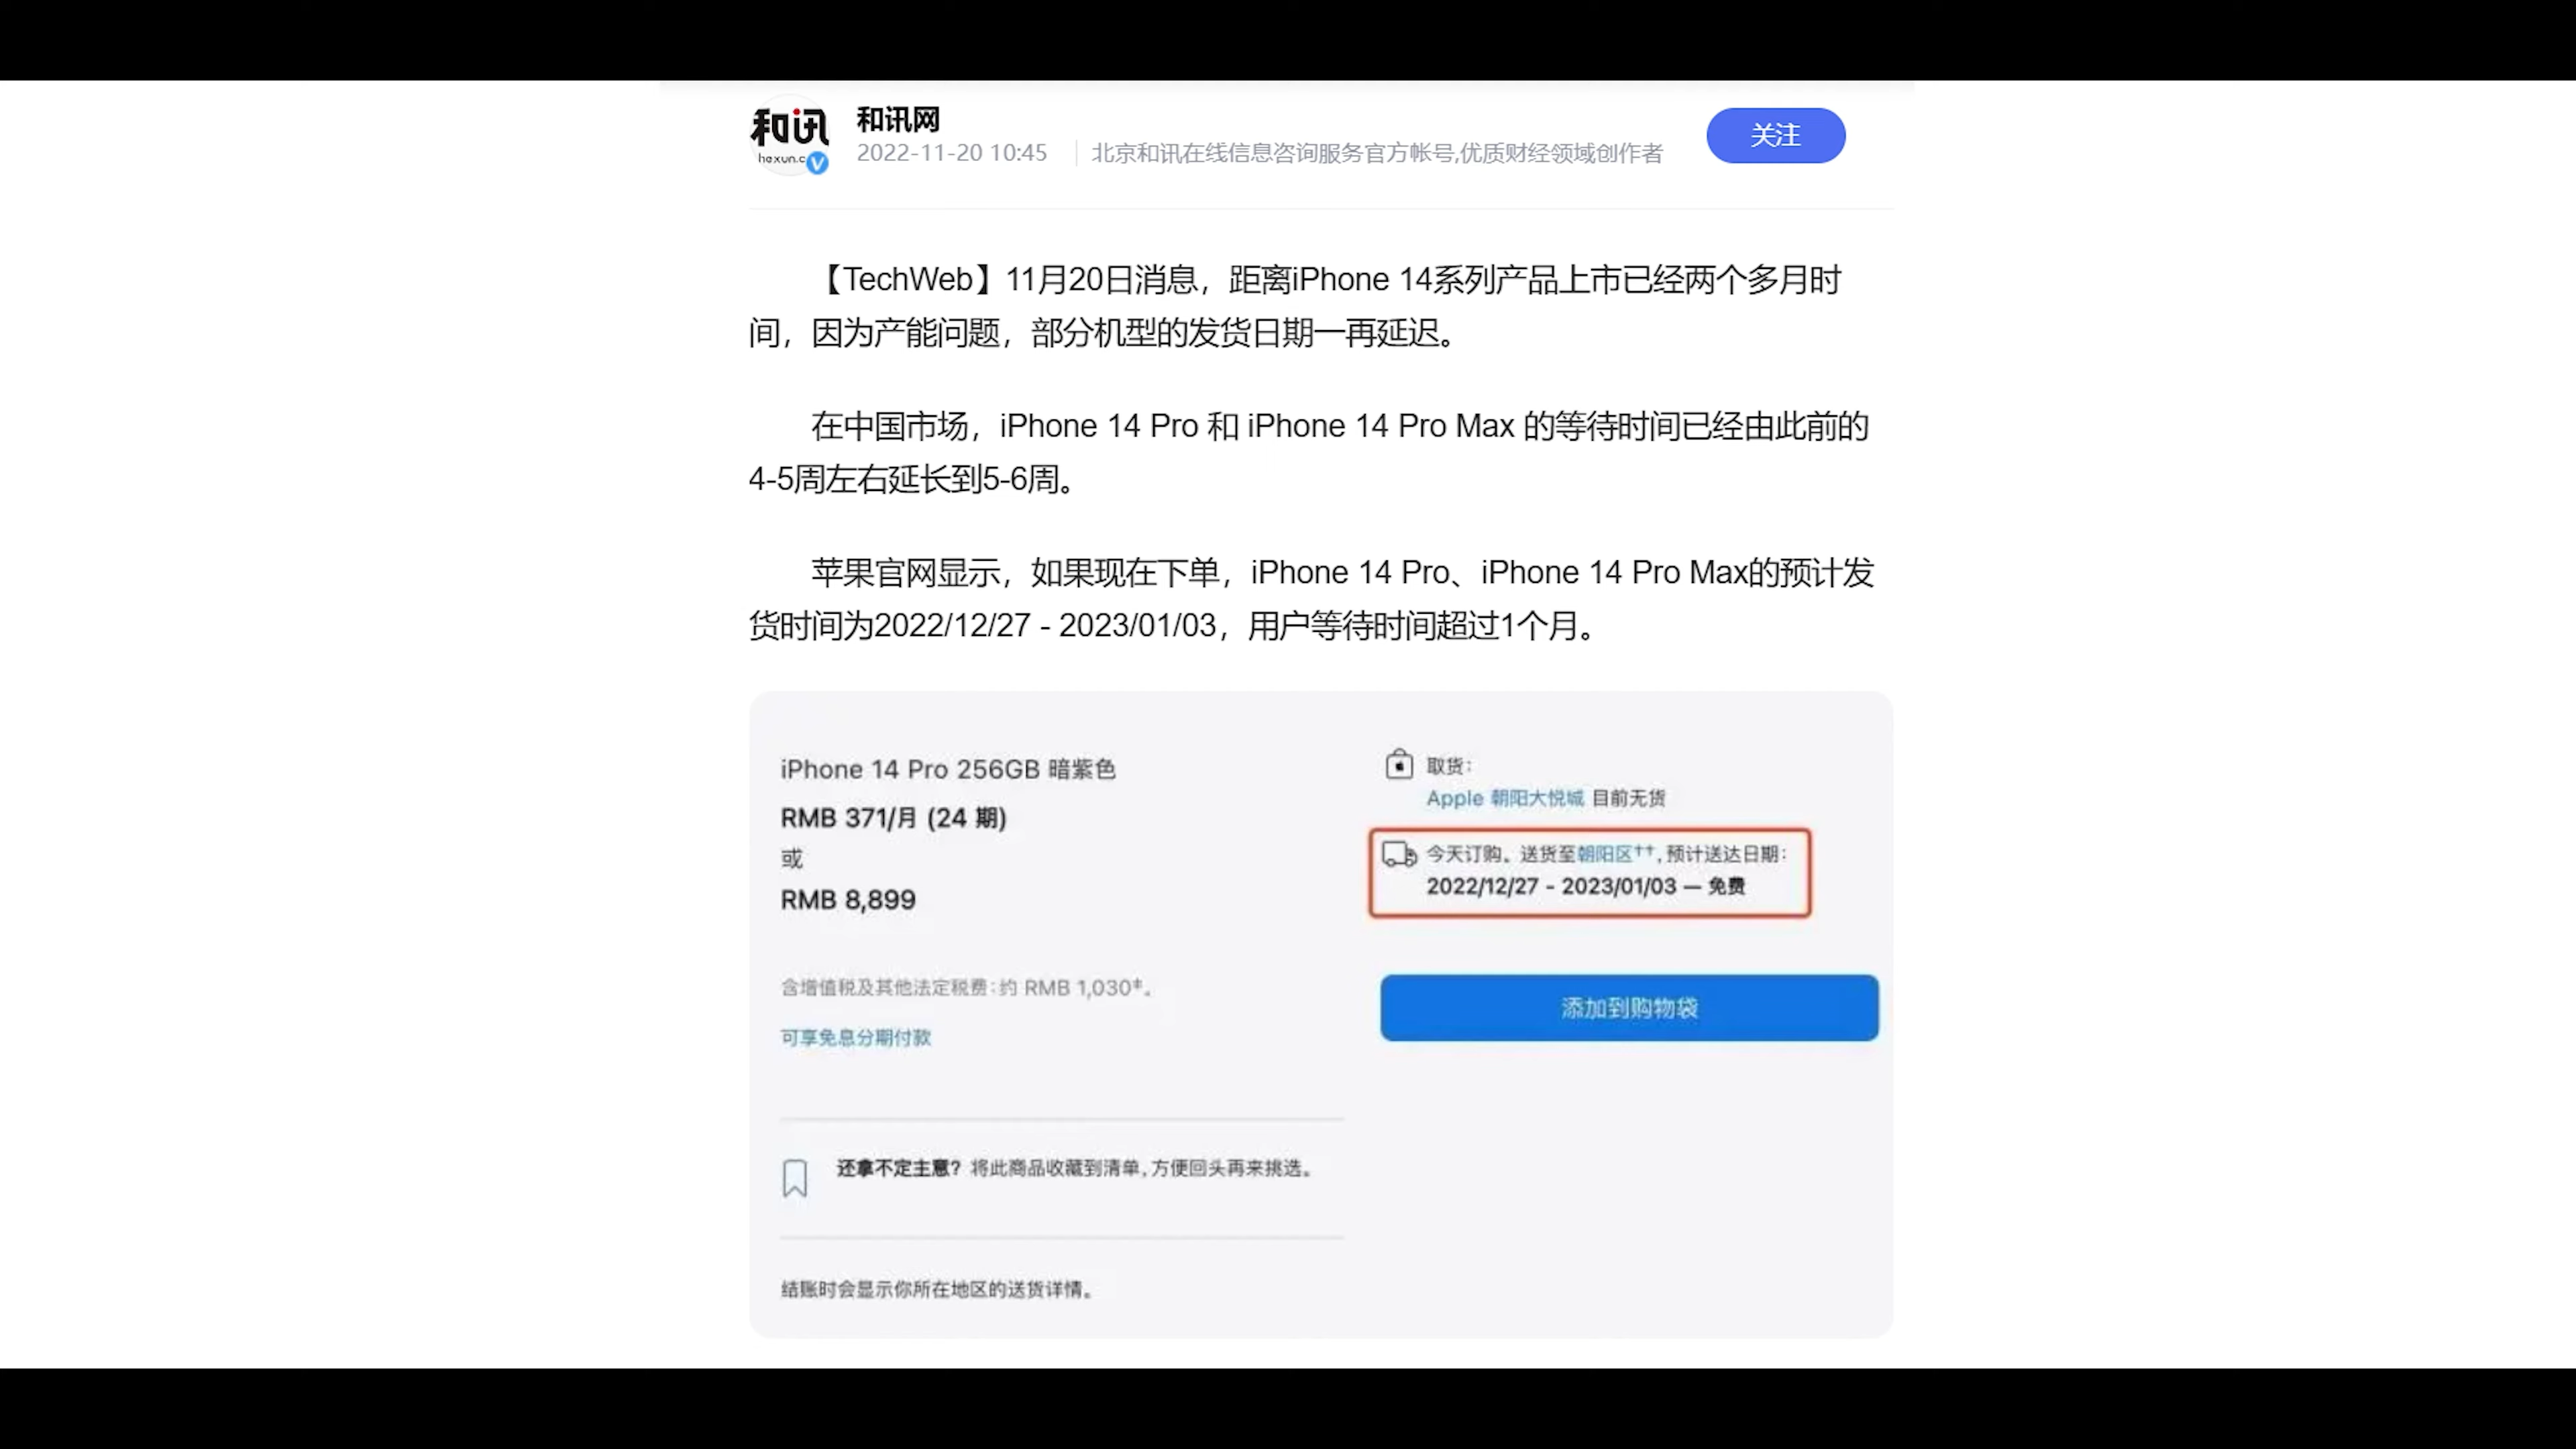 和讯
hexun.c
和讯网
2022-11-20 10:45 北京和讯在线信息咨询服务官方帐号,优质财经领域创作者
关注
【TechWeb】11月20日消息，距离iPhone 14系列产品上市已经两个多月时
间，因为产能问题，部分机型的发货日期一再延迟。
在中国市场，iPhone 14 Pro 和 iPhone 14 Pro Max 的等待时间已经由此前的
4-5周左右延长到5-6周。
苹果官网显示，如果现在下单，iPhone 14 Pro、iPhone 14 Pro Max的预计发
货时间为2022/12/27 - 2023/01/03，用户等待时间超过1个月。
iPhone 14 Pro 256GB 暗紫色
RMB 371/月 (24 期)
或
RMB 8,899
含增值税及其他法定税费：约 RMB 1,030‡。
可享免息分期付款
还拿不定主意？将此商品收藏到清单，方便回头再来挑选。
结账时会显示你所在地区的送货详情。
取货：
Apple 朝阳大悦城 目前无货
今天订购。送货至朝阳区††，预计送达日期：
2022/12/27 - 2023/01/03 — 免费
添加到购物袋